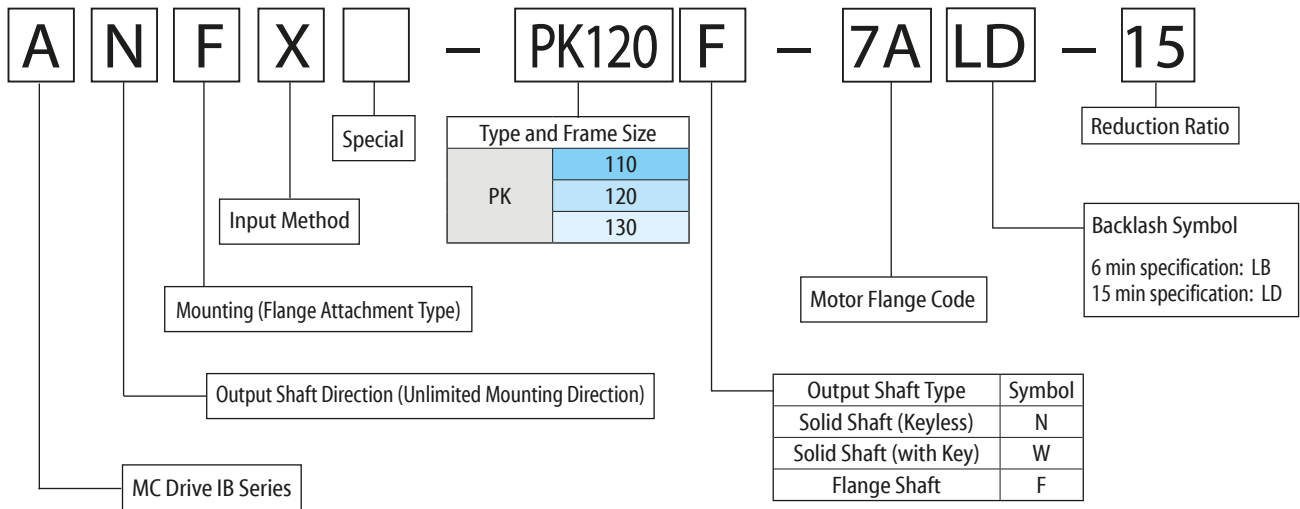 A N F X – PK120 F – 7A LD – 15
Special
Type and Frame Size
PK
110
120
130
Reduction Ratio
Input Method
Backlash Symbol
6 min specification: LB
15 min specification: LD
Mounting (Flange Attachment Type)
Motor Flange Code
Output Shaft Direction (Unlimited Mounting Direction)
Output Shaft Type Symbol
Solid Shaft (Keyless) N
Solid Shaft (with Key) W
Flange Shaft F
MC Drive IB Series